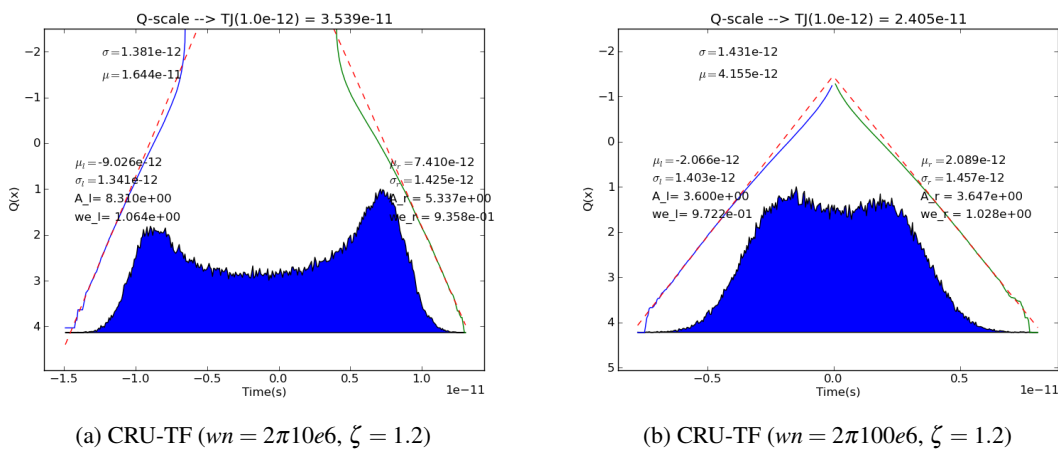 Q-scale --> TJ(1.0e-12) = 3.539e-11
σ=1.381e-12
μ=1.644e-11
μ_l=-9.026e-12
σ_l=1.341e-12
A_l= 8.310e+00
we_l= 1.064e+00
μ_r=7.410e-12
σ_r=1.425e-12
A_r = 5.337e+00
we_r = 9.358e-01
Q(x)
−2
−1
0
1
2
3
4
−1.5
−1.0
−0.5
0.0
0.5
1.0
1e−11
Time(s)
(a) CRU-TF (wn = 2π10e6, ζ = 1.2)
Q-scale --> TJ(1.0e-12) = 2.405e-11
σ=1.431e-12
μ=4.155e-12
μ_l=-2.066e-12
σ_l=1.403e-12
A_l= 3.600e+00
we_l= 9.722e-01
μ_r=2.089e-12
σ_r=1.457e-12
A_r = 3.647e+00
we_r = 1.028e+00
Q(x)
−2
−1
0
1
2
3
4
5
−0.5
0.0
0.5
1e−11
Time(s)
(b) CRU-TF (wn = 2π100e6, ζ = 1.2)